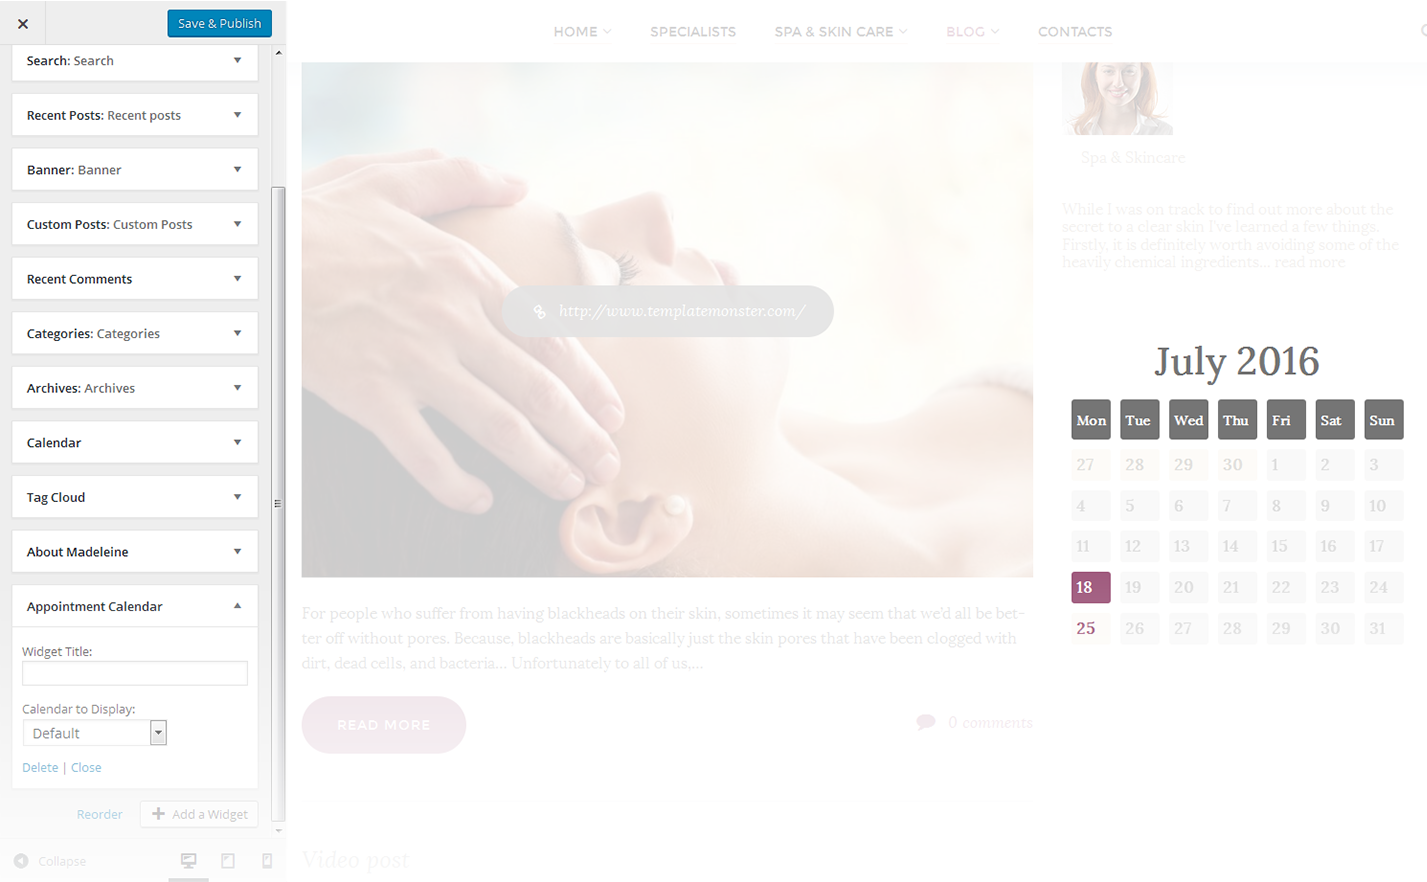 Save & Publish
Search: Search
Recent Posts: Recent posts
Banner: Banner
Custom Posts: Custom Posts
Recent Comments
Categories: Categories
Archives: Archives
Calendar
Tag Cloud
About Madeleine
Appointment Calendar
Widget Title:
Calendar to Display:
Default
Delete | Close
Reorder
Add a Widget
Collapse
HOME
SPECIALISTS
SPA & SKIN CARE
BLOG
CONTACTS
http://www.templatemonster.com/
For people who suffer from having blackheads on their skin, sometimes it may seem that we'd all be bet-
ter off without pores. Because, blackheads are basically just the skin pores that have been clogged with
dirt, dead cells, and bacteria... Unfortunately to all of us,...
READ MORE
0 comments
Video post
Spa & Skincare
While I was on track to find out more about the
secret to a clear skin I've learned a few things.
Firstly, it is definitely worth avoiding some of the
heavily chemical ingredients... read more
July 2016
Mon Tue Wed Thu Fri Sat Sun
27 28 29 30 1 2 3
4 5 6 7 8 9 10
11 12 13 14 15 16 17
18 19 20 21 22 23 24
25 26 27 28 29 30 31